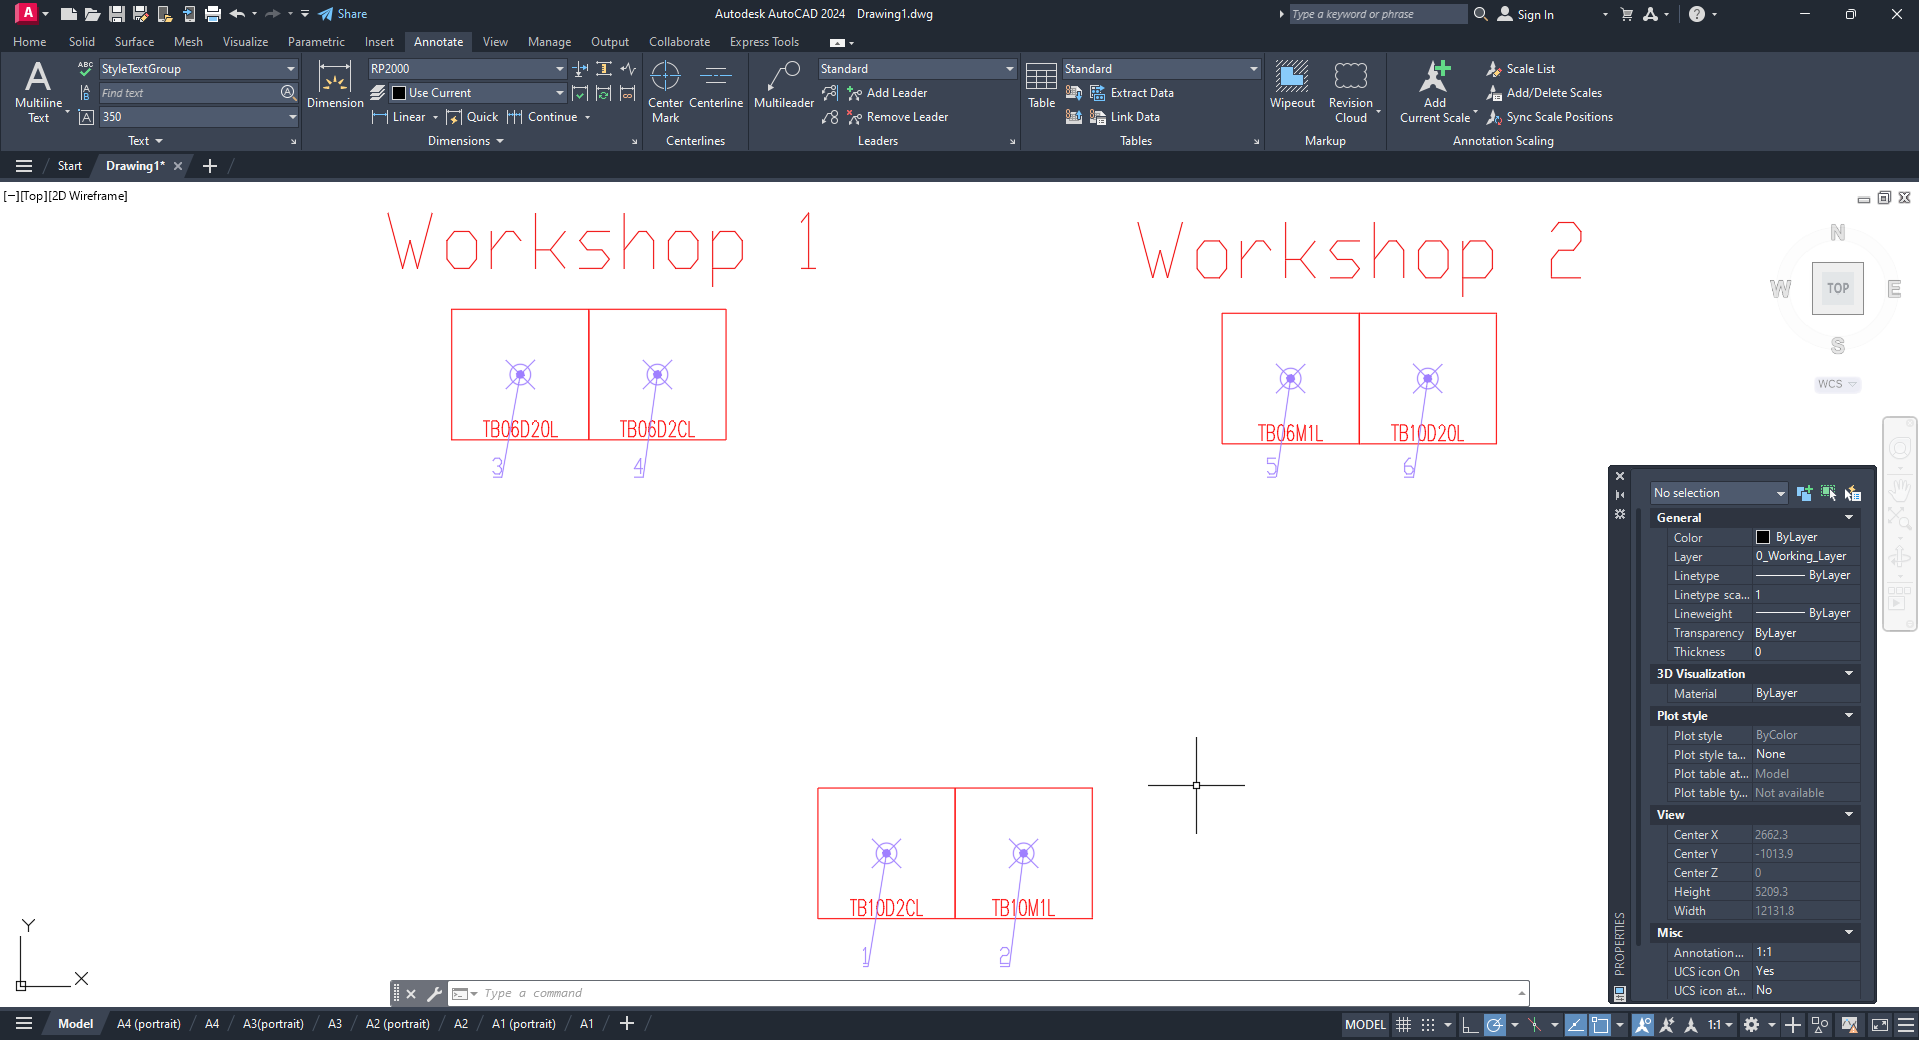 Share
Autodesk AutoCAD 2024 Drawing1.dwg
Type a keyword or phrase
Sign In
Home Solid Surface Mesh Visualize Parametric Insert Annotate View Manage Output Collaborate Express Tools
Multiline Text
StyleTextGroup
Find text
350
Text
Dimension
RP2000
Use Current
Linear Quick Continue
Dimensions
Center Mark
Centerline
Centerlines
Multileader
Standard
Add Leader
Remove Leader
Leaders
Table
Standard
Extract Data
Link Data
Tables
Wipeout
Revision Cloud
Markup
Add Current Scale
Scale List
Add/Delete Scales
Sync Scale Positions
Annotation Scaling
Start Drawing1*
[−][Top][2D Wireframe]
Workshop 1
Workshop 2
TB06D20L TB06D2CL
3 4
TB06M1L TB10D20L
5 6
TB10D2CL TB10M1L
1 2
N
W TOP E
S
WCS
Y
X
Type a command
No selection
General
Color ByLayer
Layer 0_Working_Layer
Linetype ByLayer
Linetype sca... 1
Lineweight ByLayer
Transparency ByLayer
Thickness 0
3D Visualization
Material ByLayer
Plot style
Plot style ByColor
Plot style ta... None
Plot table at... Model
Plot table ty... Not available
View
Center X 2662.3
Center Y -1013.9
Center Z 0
Height 5209.3
Width 12131.8
Misc
Annotation... 1:1
UCS icon On Yes
UCS icon at... No
PROPERTIES
Model A4 (portrait) A4 A3(portrait) A3 A2 (portrait) A2 A1 (portrait) A1
MODEL 1:1